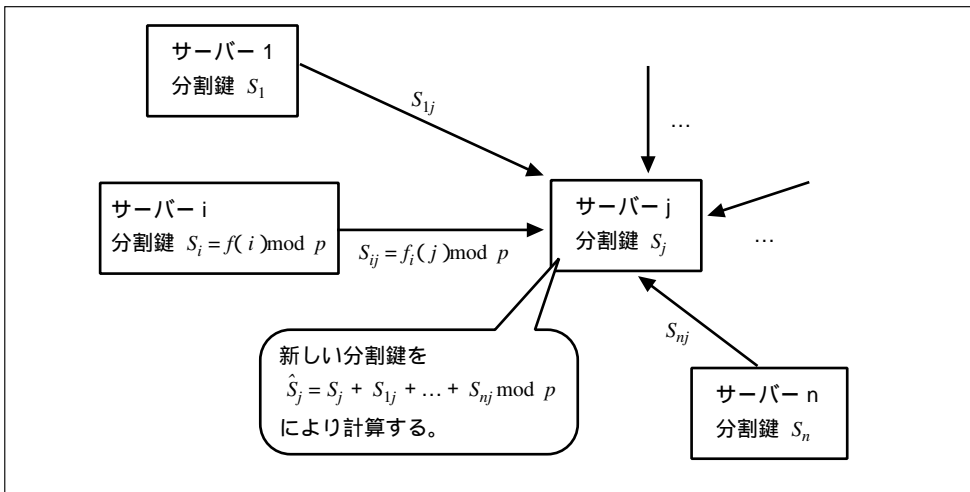 サーバー 1
分割鍵 S₁
S₁ⱼ
…
サーバー i
分割鍵 Sᵢ = f( i ) mod p
Sᵢⱼ = fᵢ( j ) mod p
サーバー j
分割鍵 Sⱼ
…
新しい分割鍵を
Ŝⱼ = Sⱼ + S₁ⱼ + … + Sₙⱼ mod p
により計算する。
Sₙⱼ
サーバー n
分割鍵 Sₙ